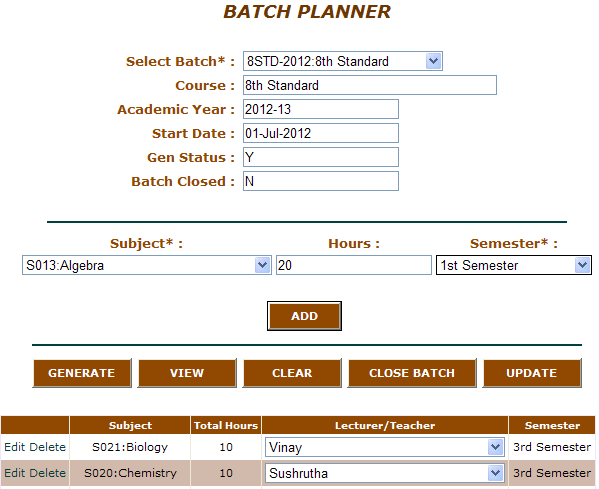 BATCH PLANNER
Select Batch* : 8STD-2012:8th Standard
Course : 8th Standard
Academic Year : 2012-13
Start Date : 01-Jul-2012
Gen Status : Y
Batch Closed : N
Subject* : Hours : Semester* :
S013:Algebra 20 1st Semester
ADD
GENERATE VIEW CLEAR CLOSE BATCH UPDATE
Subject Total Hours Lecturer/Teacher Semester
Edit Delete S021:Biology 10 Vinay 3rd Semester
Edit Delete S020:Chemistry 10 Sushrutha 3rd Semester